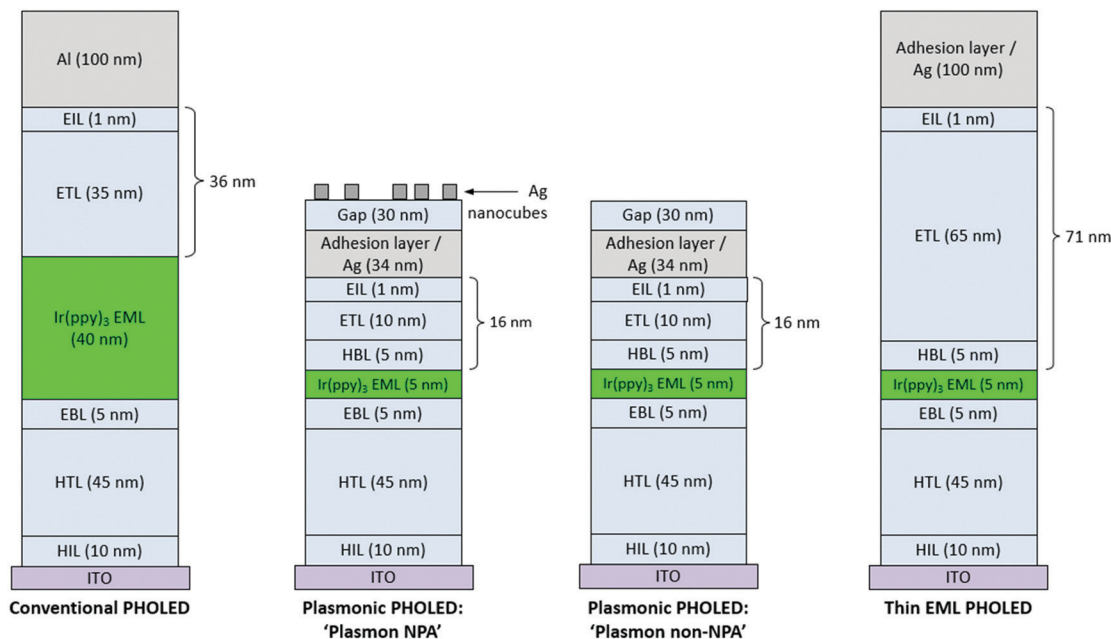 Al (100 nm)
EIL (1 nm)
ETL (35 nm)
36 nm
Ir(ppy)₃ EML
(40 nm)
EBL (5 nm)
HTL (45 nm)
HIL (10 nm)
ITO
Conventional PHOLED
Ag
nanocubes
Gap (30 nm)
Adhesion layer /
Ag (34 nm)
EIL (1 nm)
ETL (10 nm)
16 nm
HBL (5 nm)
Ir(ppy)₃ EML (5 nm)
EBL (5 nm)
HTL (45 nm)
HIL (10 nm)
ITO
Plasmonic PHOLED:
‘Plasmon NPA’
Gap (30 nm)
Adhesion layer /
Ag (34 nm)
EIL (1 nm)
ETL (10 nm)
16 nm
HBL (5 nm)
Ir(ppy)₃ EML (5 nm)
EBL (5 nm)
HTL (45 nm)
HIL (10 nm)
ITO
Plasmonic PHOLED:
‘Plasmon non-NPA’
Adhesion layer /
Ag (100 nm)
EIL (1 nm)
ETL (65 nm)
71 nm
HBL (5 nm)
Ir(ppy)₃ EML (5 nm)
EBL (5 nm)
HTL (45 nm)
HIL (10 nm)
ITO
Thin EML PHOLED